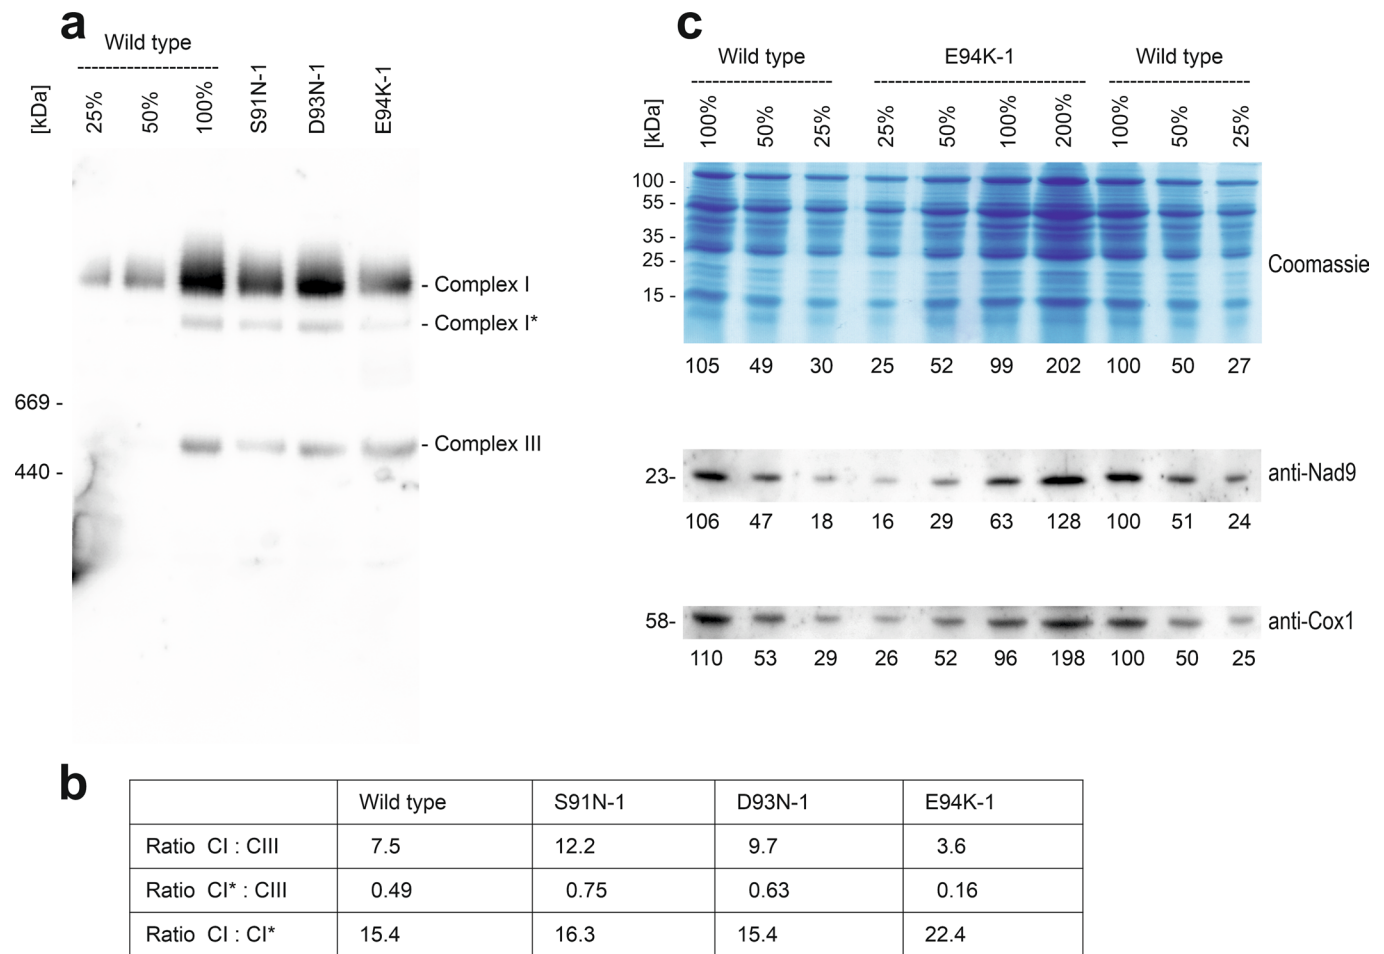 a
Wild type
[kDa]
25%
50%
100%
S91N-1
D93N-1
E94K-1
- Complex I
- Complex I*
669 -
- Complex III
440 -
c
Wild type E94K-1 Wild type
[kDa]
100%
50%
25%
25%
50%
100%
200%
100%
50%
25%
100 -
55 -
35 -
25 -
15 -
Coomassie
105 49 30 25 52 99 202 100 50 27
23-
anti-Nad9
106 47 18 16 29 63 128 100 51 24
58-
anti-Cox1
110 53 29 26 52 96 198 100 50 25
b
Wild type S91N-1 D93N-1 E94K-1
Ratio CI : CIII 7.5 12.2 9.7 3.6
Ratio CI* : CIII 0.49 0.75 0.63 0.16
Ratio CI : CI* 15.4 16.3 15.4 22.4